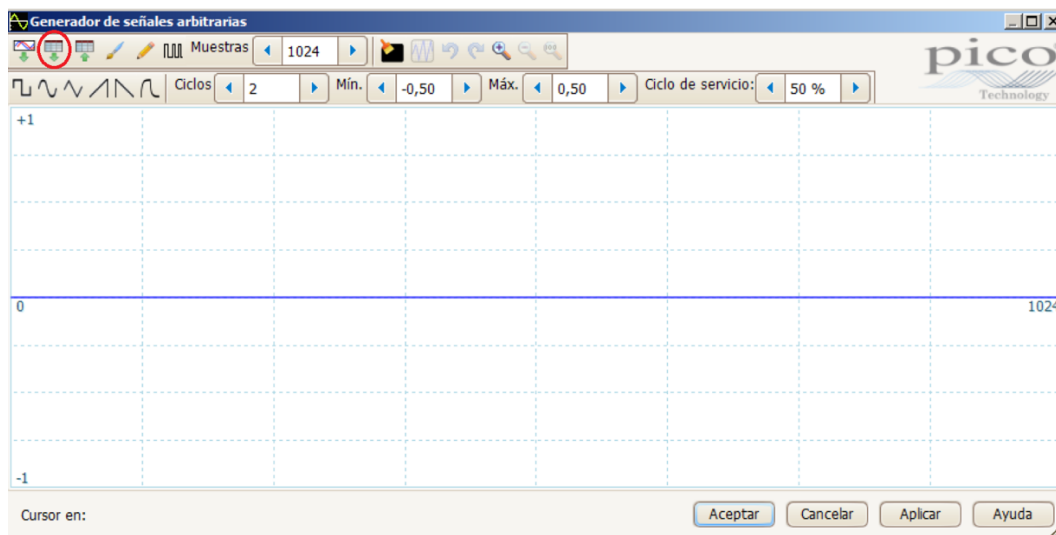 Generador de señales arbitrarias
Muestras 1024
pico
Technology
Ciclos 2 Mín. -0,50 Máx. 0,50 Ciclo de servicio: 50 %
+1
0 1024
-1
Cursor en: Aceptar Cancelar Aplicar Ayuda